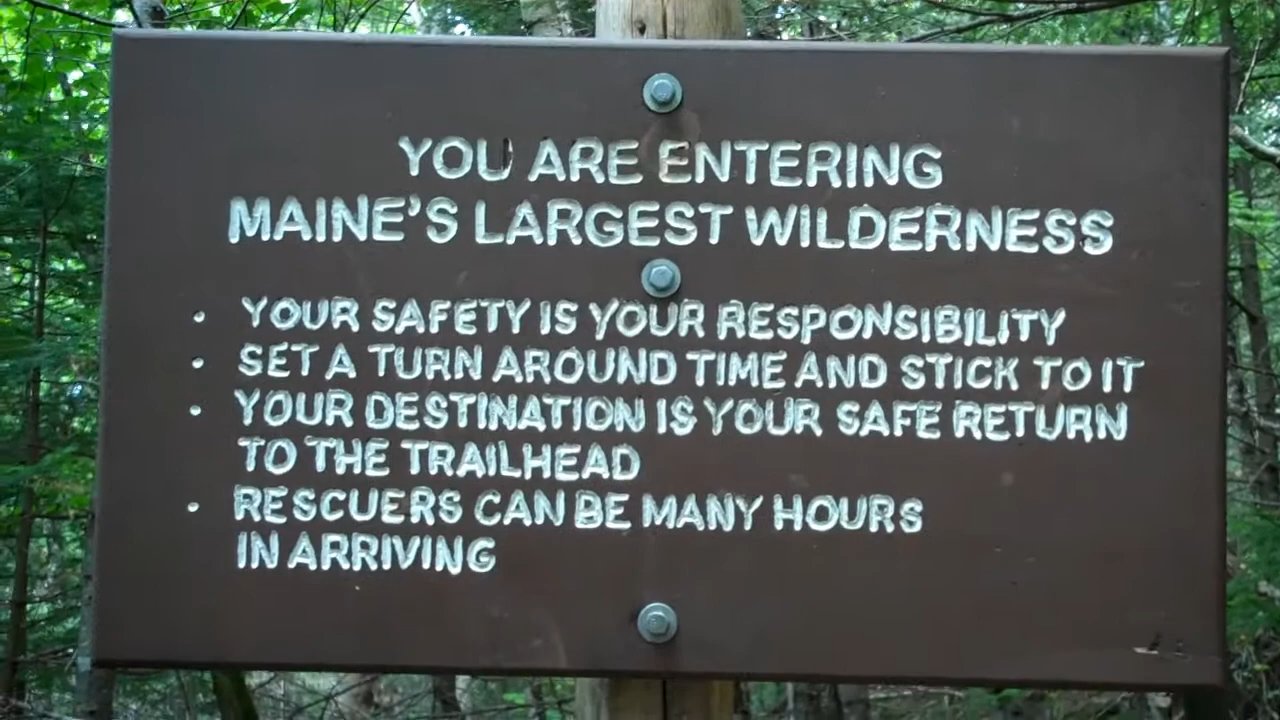 YOU ARE ENTERING
MAINE'S LARGEST WILDERNESS
• YOUR SAFETY IS YOUR RESPONSIBILITY
• SET A TURN AROUND TIME AND STICK TO IT
• YOUR DESTINATION IS YOUR SAFE RETURN
TO THE TRAILHEAD
• RESCUERS CAN BE MANY HOURS
IN ARRIVING